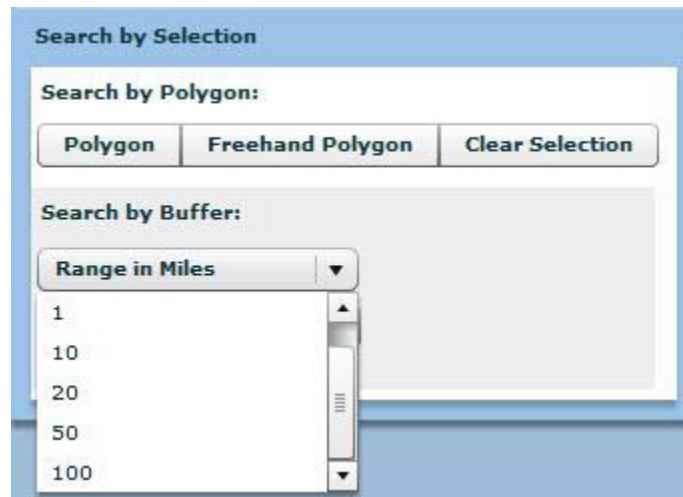 Search by Selection
Search by Polygon:
Polygon Freehand Polygon Clear Selection
Search by Buffer:
Range in Miles
1
10
20
50
100